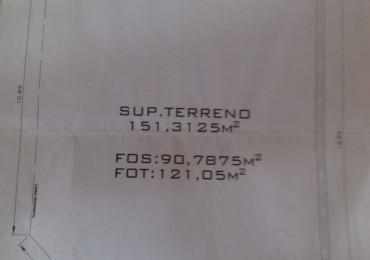 SUP.TERRENO
151,3125M²
FOS:90,7875M²
FOT:121,05M²